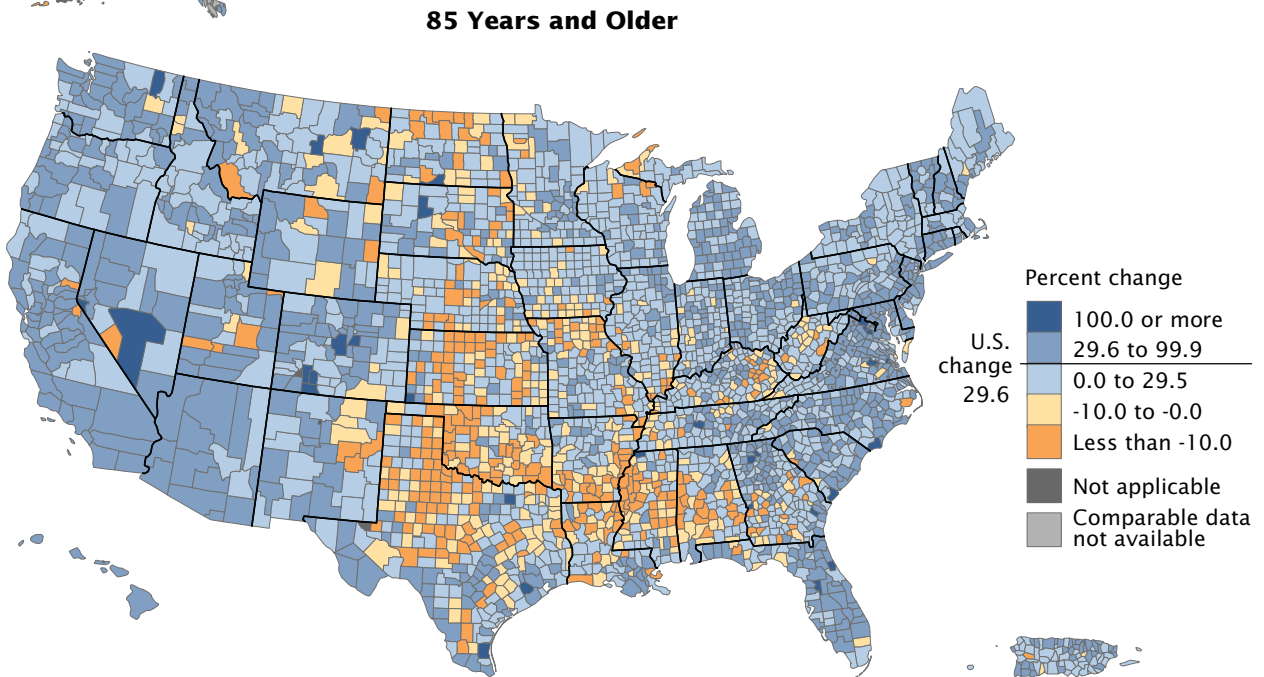 85 Years and Older
Percent change
100.0 or more
29.6 to 99.9
U.S.
change
29.6
0.0 to 29.5
-10.0 to -0.0
Less than -10.0
Not applicable
Comparable data
not available